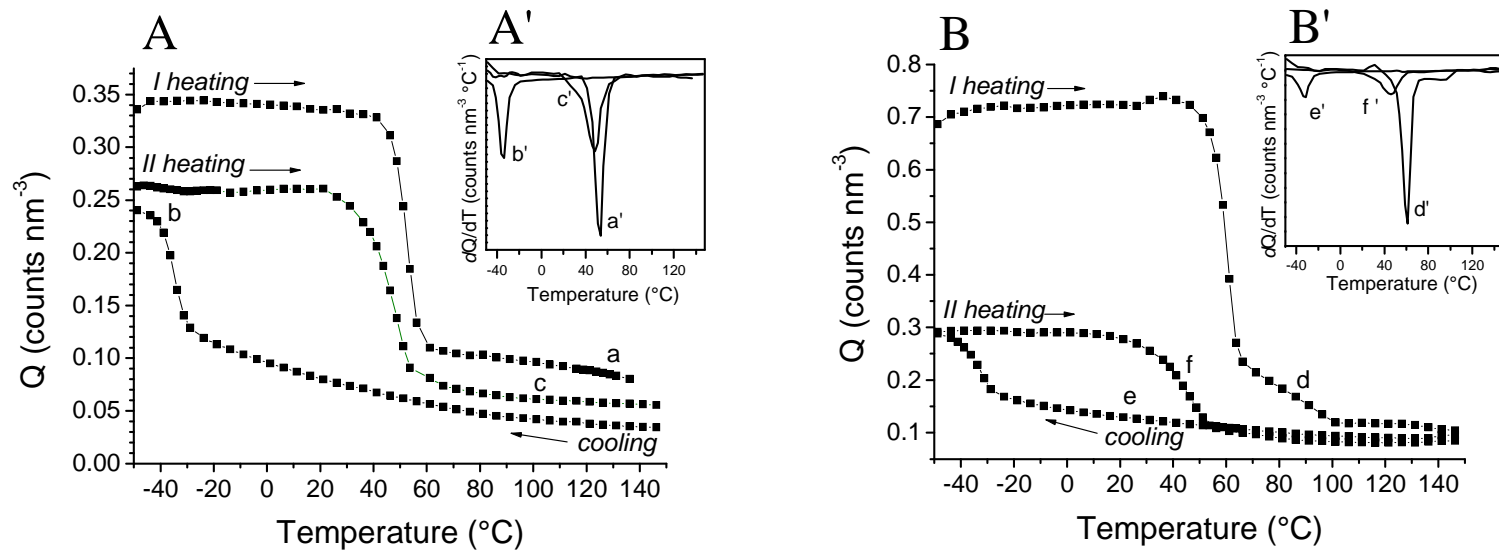 A
A'
I heating
II heating
b
a
c
cooling
0.35
0.30
0.25
0.20
0.15
0.10
0.05
0.00
Q (counts nm⁻³)
-40 -20 0 20 40 60 80 100 120 140
Temperature (°C)
dQ/dT (counts nm⁻³ °C⁻¹)
c'
b'
a'
-40 0 40 80 120
Temperature (°C)
B
B'
I heating
II heating
f
d
e
cooling
0.8
0.7
0.6
0.5
0.4
0.3
0.2
0.1
Q (counts nm⁻³)
-40 -20 0 20 40 60 80 100 120 140
Temperature (°C)
dQ/dT (counts nm⁻³ °C⁻¹)
e'
f'
d'
-40 0 40 80 120
Temperature (°C)